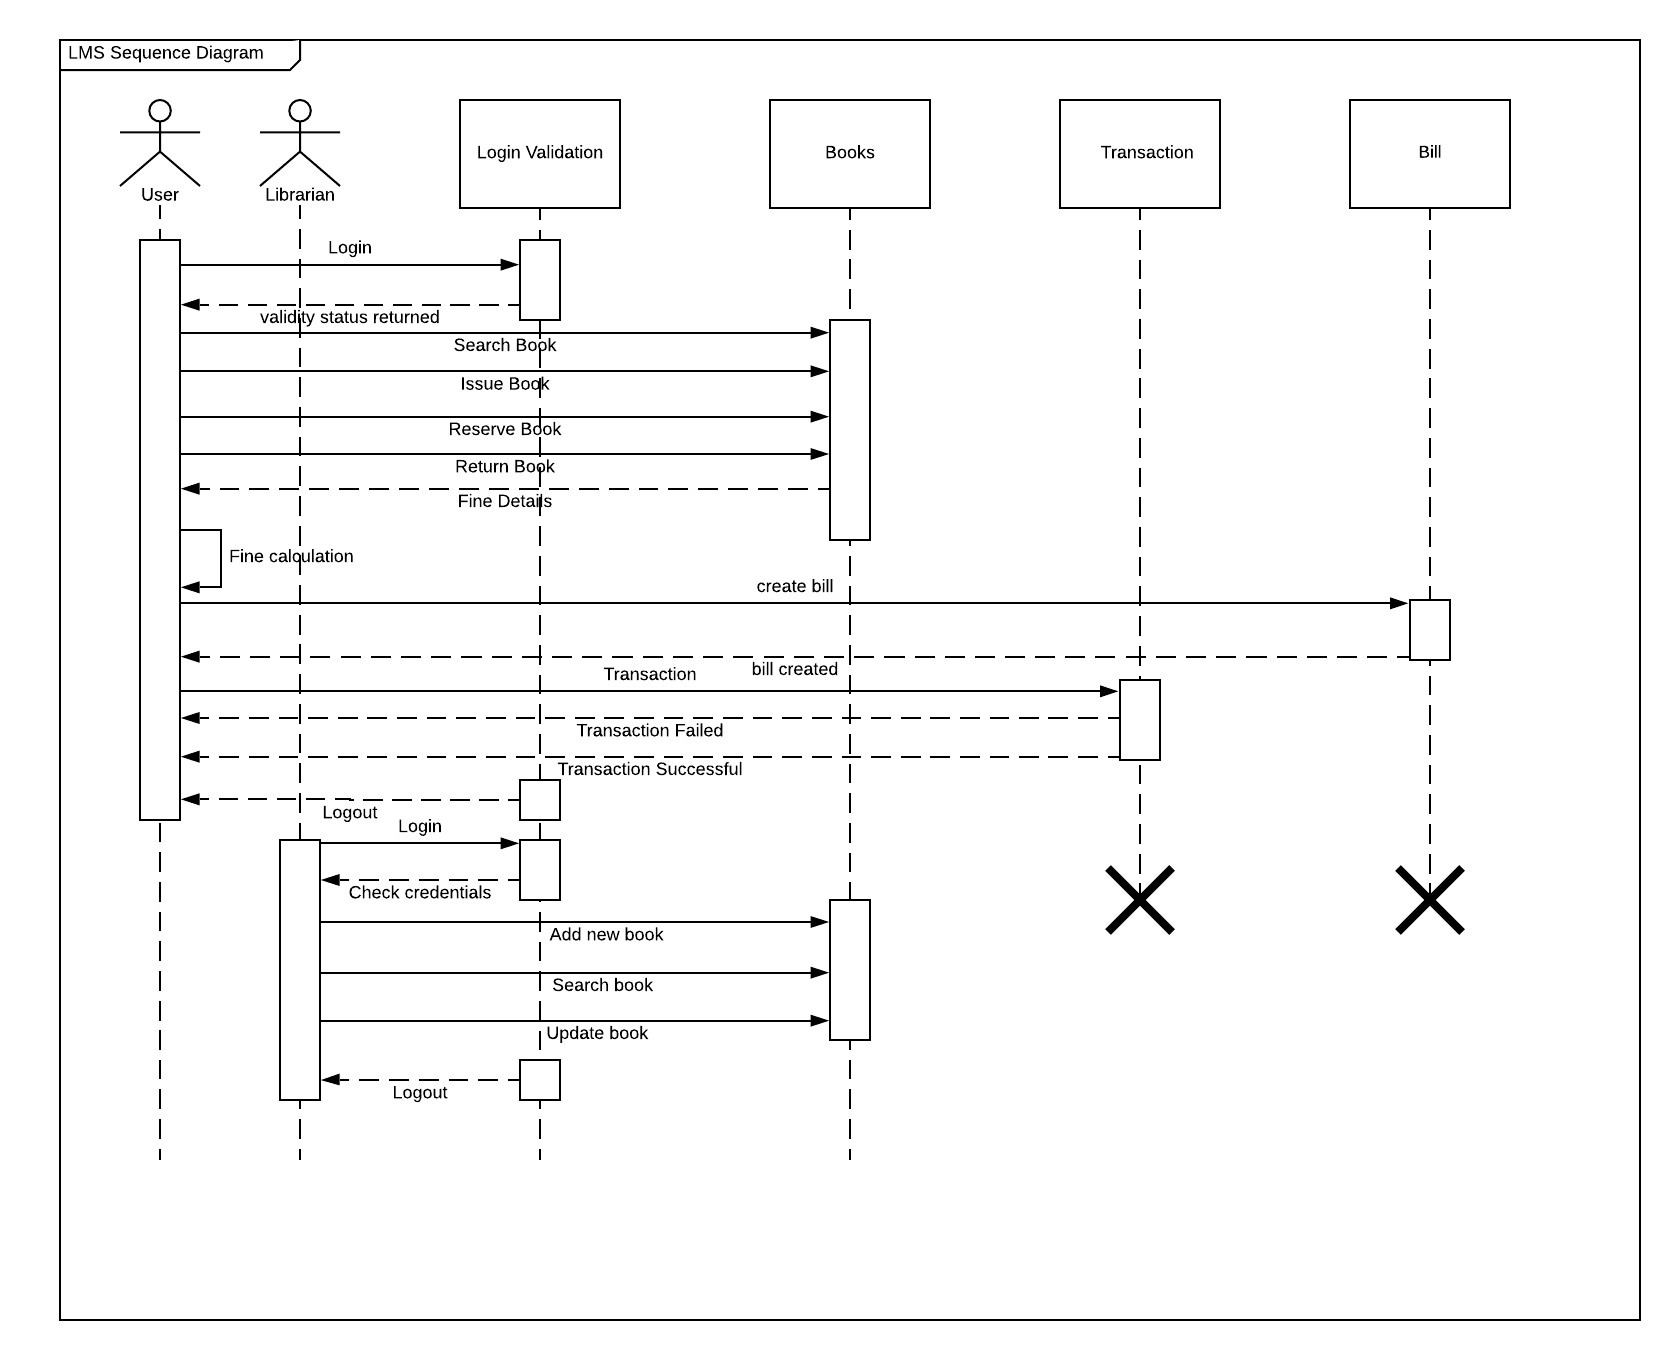 LMS Sequence Diagram
User
Librarian
Login Validation
Books
Transaction
Bill
Login
validity status returned
Search Book
Issue Book
Reserve Book
Return Book
Fine Details
Fine calculation
create bill
bill created
Transaction
Transaction Failed
Transaction Successful
Logout
Login
Check credentials
Add new book
Search book
Update book
Logout